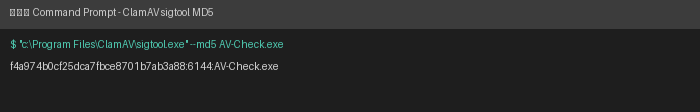 Command Prompt - ClamAV sigtool MD5
$ "c:\Program Files\ClamAV\sigtool.exe" --md5 AV-Check.exe
f4a974b0cf25dca7fbce8701b7ab3a88:6144:AV-Check.exe